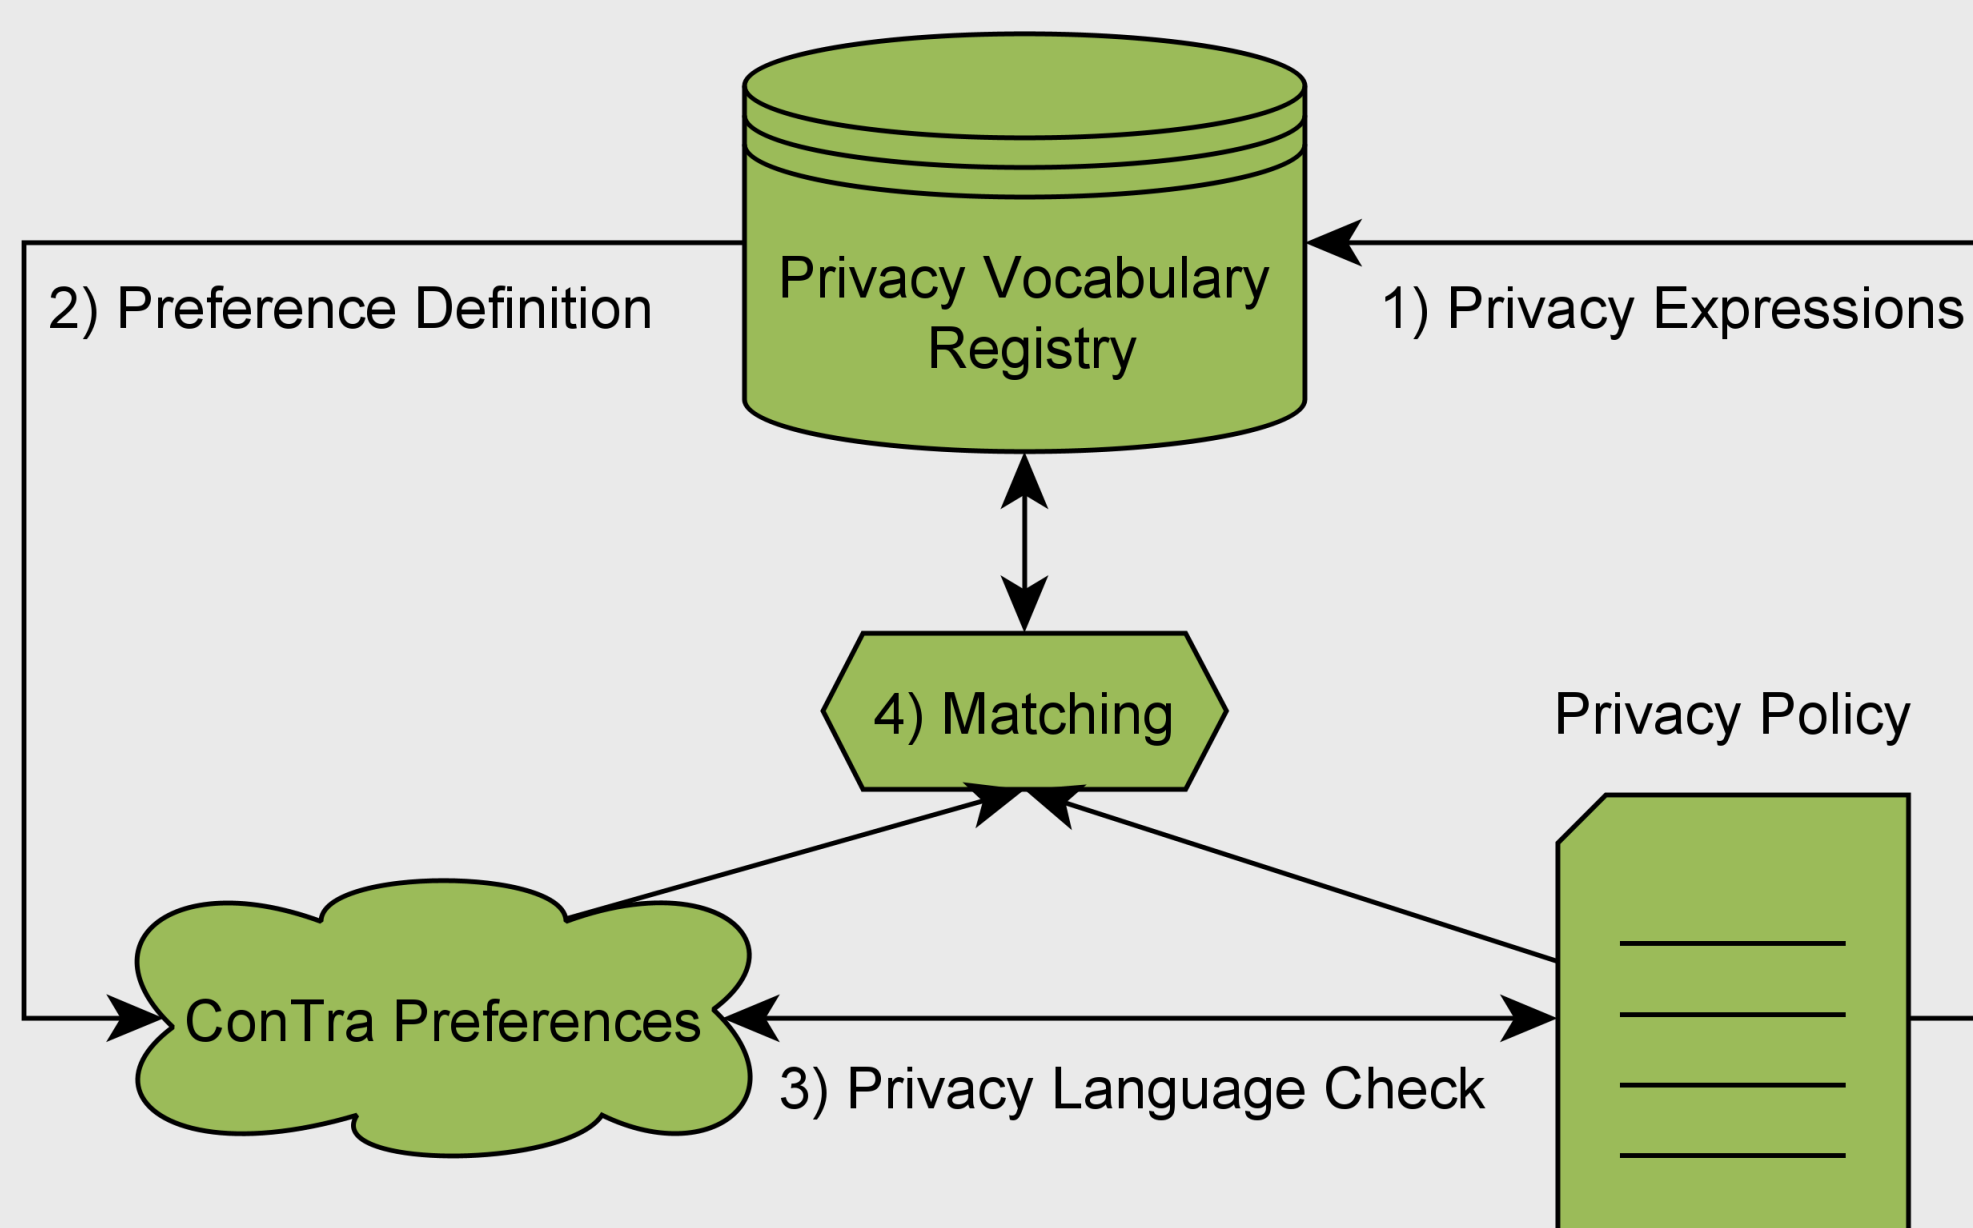 Privacy Vocabulary
Registry
2) Preference Definition
1) Privacy Expressions
4) Matching
Privacy Policy
ConTra Preferences
3) Privacy Language Check